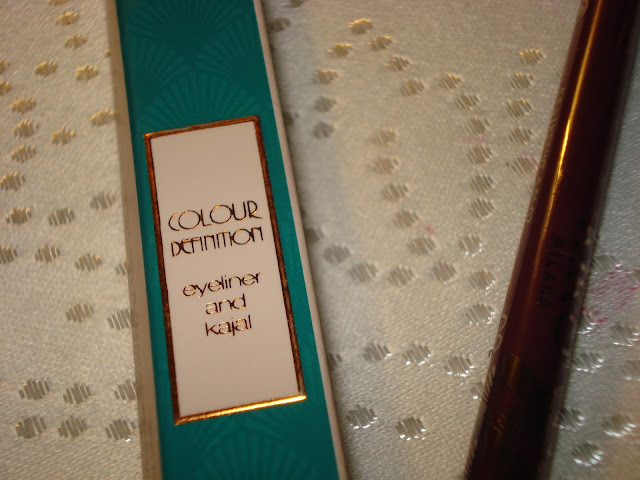 COLOUR
DEFINITION
eyeliner
and
kajal